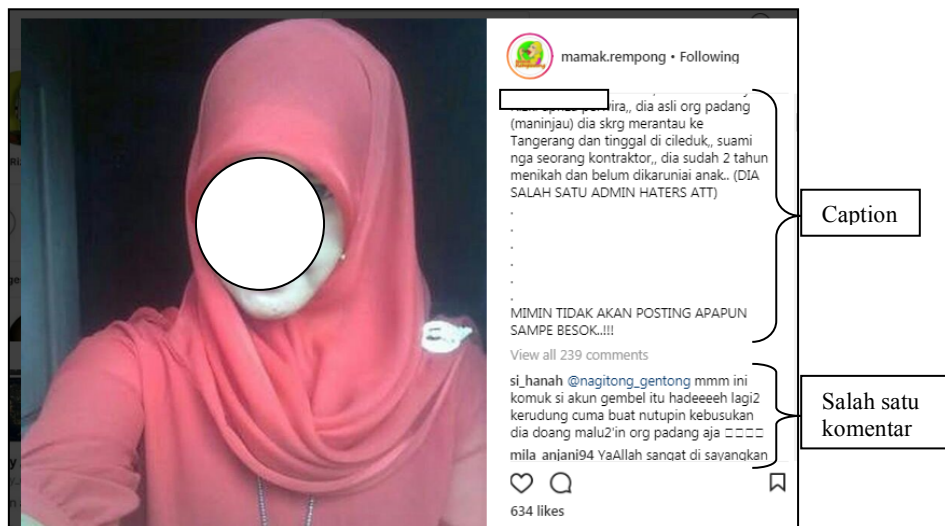 mamak.rempong • Following
dia asli org padang
(maninjau) dia skrg merantau ke
Tangerang dan tinggal di cileduk,, suami
nga seorang kontraktor,, dia sudah 2 tahun
menikah dan belum dikaruniai anak.. (DIA
SALAH SATU ADMIN HATERS ATT)
.
.
.
.
.
.
MIMIN TIDAK AKAN POSTING APAPUN
SAMPE BESOK..!!!
View all 239 comments
si_hanah @nagitong_gentong mmm ini
komuk si akun gembel itu hadeeeeh lagi2
kerudung cuma buat nutupin kebusukan
dia doang malu2'in org padang aja □□□□
mila_anjani94 YaAllah sangat di sayangkan
634 likes
Caption
Salah satu
komentar